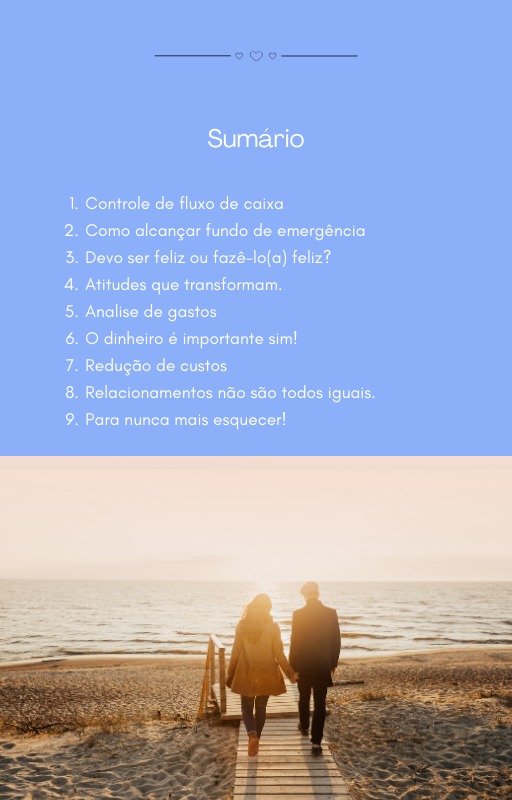 Sumário
1. Controle de fluxo de caixa
2. Como alcançar fundo de emergência
3. Devo ser feliz ou fazê-lo(a) feliz?
4. Atitudes que transformam.
5. Analise de gastos
6. O dinheiro é importante sim!
7. Redução de custos
8. Relacionamentos não são todos iguais.
9. Para nunca mais esquecer!